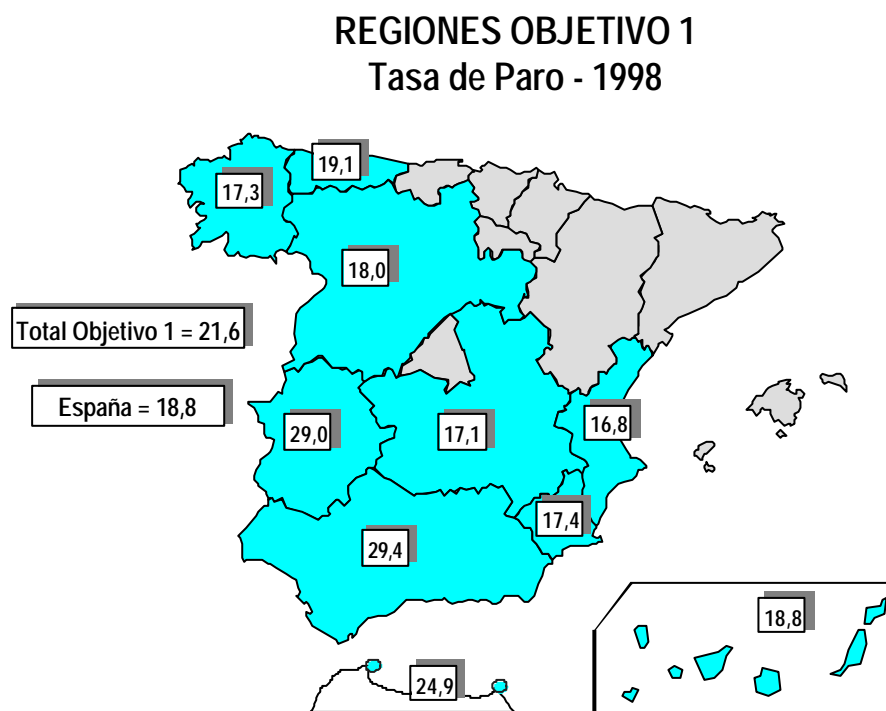 REGIONES OBJETIVO 1
Tasa de Paro - 1998
19,1
17,3
18,0
Total Objetivo 1 = 21,6
España = 18,8
29,0
17,1
16,8
17,4
29,4
18,8
24,9